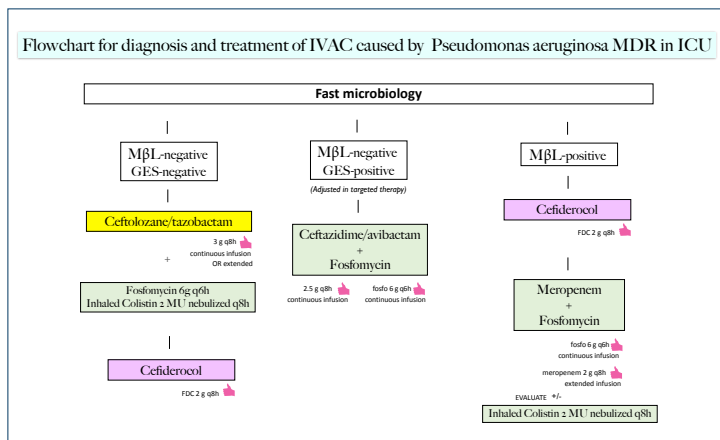 Flowchart for diagnosis and treatment of IVAC caused by Pseudomonas aeruginosa MDR in ICU
Fast microbiology
MβL-negative
GES-negative
Ceftolozane/tazobactam
3 g q8h
continuous infusion
OR extended
+
Fosfomycin 6g q6h
Inhaled Colistin 2 MU nebulized q8h
Cefiderocol
FDC 2 g q8h
MβL-negative
GES-positive
(Adjusted in targeted therapy)
Ceftazidime/avibactam
+
Fosfomycin
2.5 g q8h
continuous infusion
fosfo 6 g q6h
continuous infusion
MβL-positive
Cefiderocol
FDC 2 g q8h
Meropenem
+
Fosfomycin
fosfo 6 g q6h
continuous infusion
meropenem 2 g q8h
extended infusion
EVALUATE +/-
Inhaled Colistin 2 MU nebulized q8h